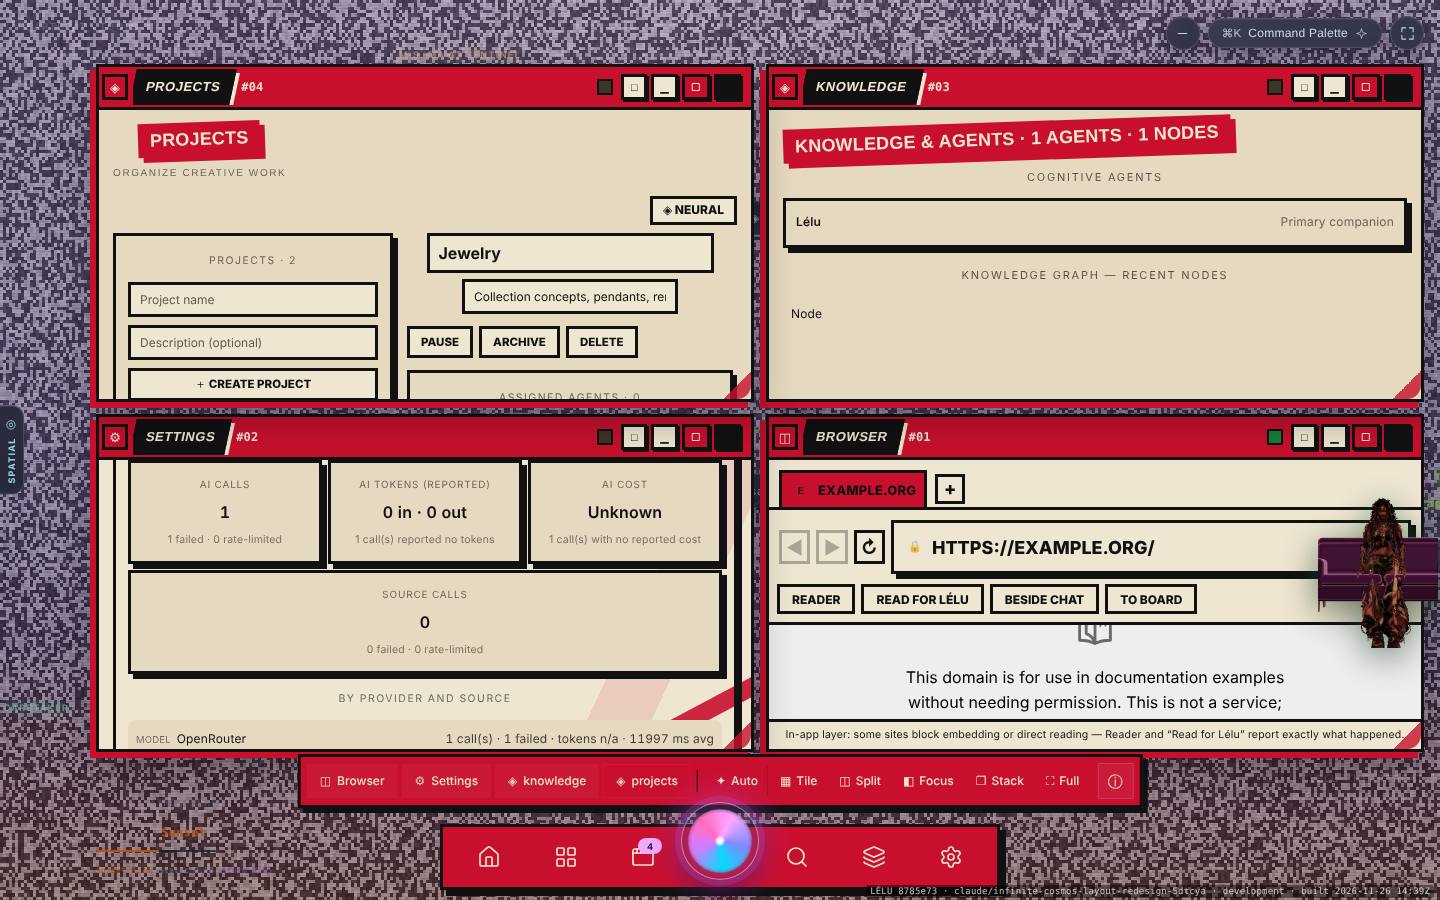 ⌘K Command Palette
PROJECTS #04
PROJECTS
ORGANIZE CREATIVE WORK
NEURAL
PROJECTS · 2
Project name
Description (optional)
+ CREATE PROJECT
Jewelry
Collection concepts, pendants, rei
PAUSE ARCHIVE DELETE
ASSIGNED AGENTS · 0
KNOWLEDGE #03
KNOWLEDGE & AGENTS · 1 AGENTS · 1 NODES
COGNITIVE AGENTS
Lélu Primary companion
KNOWLEDGE GRAPH — RECENT NODES
Node
SPATIAL
SETTINGS #02
AI CALLS
1
1 failed · 0 rate-limited
AI TOKENS (REPORTED)
0 in · 0 out
1 call(s) reported no tokens
AI COST
Unknown
1 call(s) with no reported cost
SOURCE CALLS
0
0 failed · 0 rate-limited
BY PROVIDER AND SOURCE
MODEL OpenRouter 1 call(s) · 1 failed · tokens n/a · 11997 ms avg
BROWSER #01
E EXAMPLE.ORG +
HTTPS://EXAMPLE.ORG/
READER READ FOR LÉLU BESIDE CHAT TO BOARD
This domain is for use in documentation examples
without needing permission. This is not a service;
In-app layer: some sites block embedding or direct reading — Reader and “Read for Lélu” report exactly what happened.
Browser Settings knowledge projects Auto Tile Split Focus Stack Full
4
LÉLU 8785e73 · claude/infinite-cosmos-layout-redesign-5dtcya · development · built 2026-11-26 14:39Z